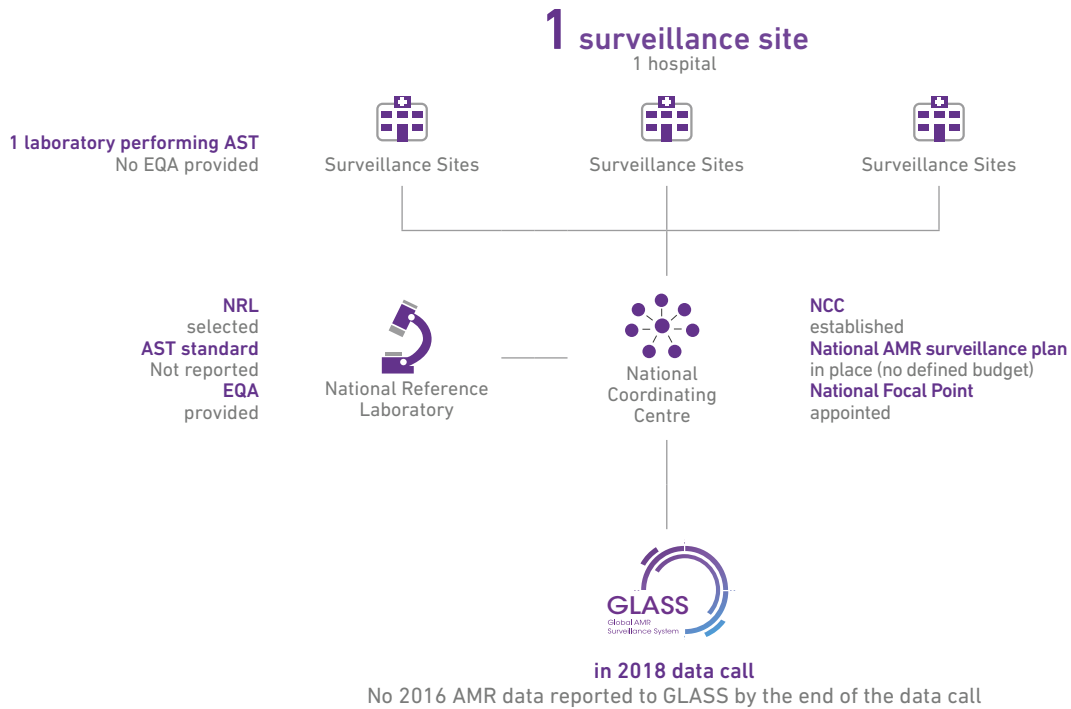 1 surveillance site
1 hospital
1 laboratory performing AST
No EQA provided
Surveillance Sites
Surveillance Sites
Surveillance Sites
NRL
selected
AST standard
Not reported
EQA
provided
National Reference
Laboratory
National
Coordinating
Centre
NCC
established
National AMR surveillance plan
in place (no defined budget)
National Focal Point
appointed
GLASS
Global AMR
Surveillance System
in 2018 data call
No 2016 AMR data reported to GLASS by the end of the data call